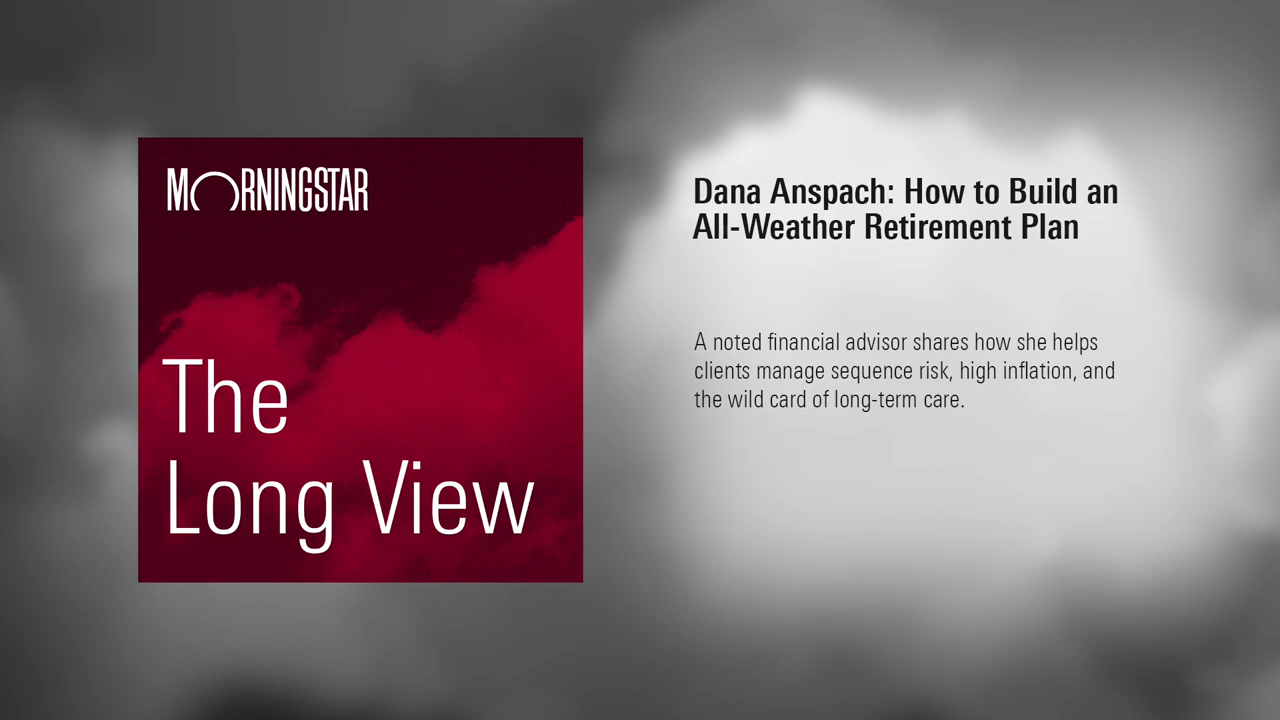 MORNINGSTAR
The
Long View
Dana Anspach: How to Build an
All-Weather Retirement Plan
A noted financial advisor shares how she helps
clients manage sequence risk, high inflation, and
the wild card of long-term care.